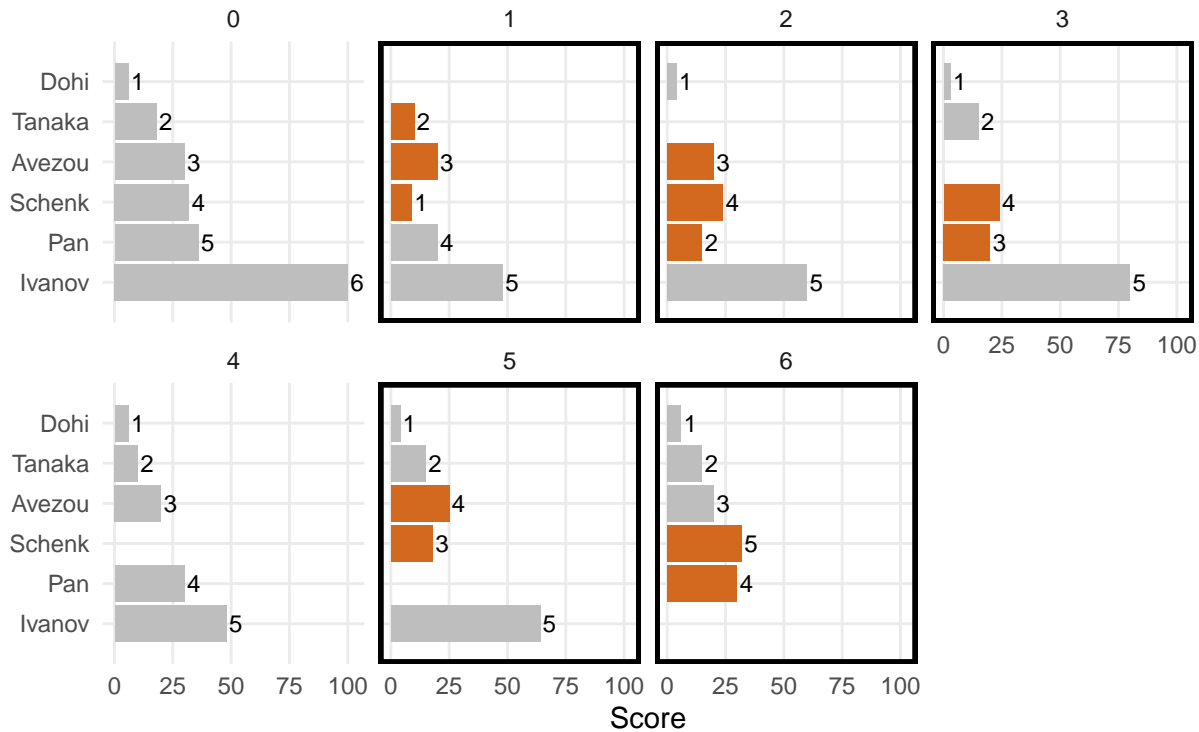 0
1
2
3
Dohi 1 1 1
Tanaka 2 2 2
Avezou 3 3 3
Schenk 4 1 4 4
Pan 5 4 2 3
Ivanov 6 5 5 5
0 25 50 75 100
4
5
6
Dohi 1 1 1
Tanaka 2 2 2
Avezou 3 4 3
Schenk 3 5
Pan 4 4
Ivanov 5 5
0 25 50 75 100 0 25 50 75 100 0 25 50 75 100
Score